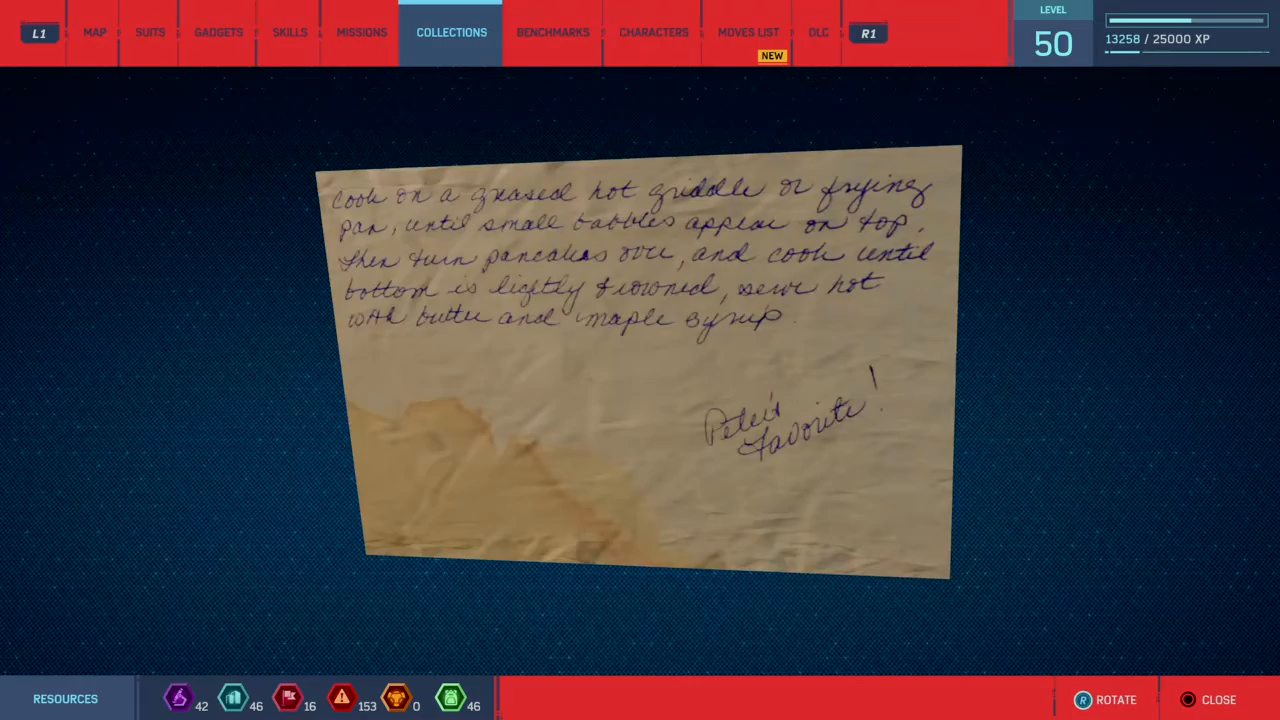 L1 MAP SUITS GADGETS SKILLS MISSIONS COLLECTIONS BENCHMARKS CHARACTERS MOVES LIST DLC R1
NEW
LEVEL
50
13258 / 25000 XP
Cook on a greased hot griddle or frying
pan, until small bubbles appear on top.
Then turn pancakes over, and cook until
bottom is lightly browned, serve hot
with butter and maple syrup.
Peter's
favorite!
RESOURCES 42 46 16 153 0 46
R ROTATE CLOSE